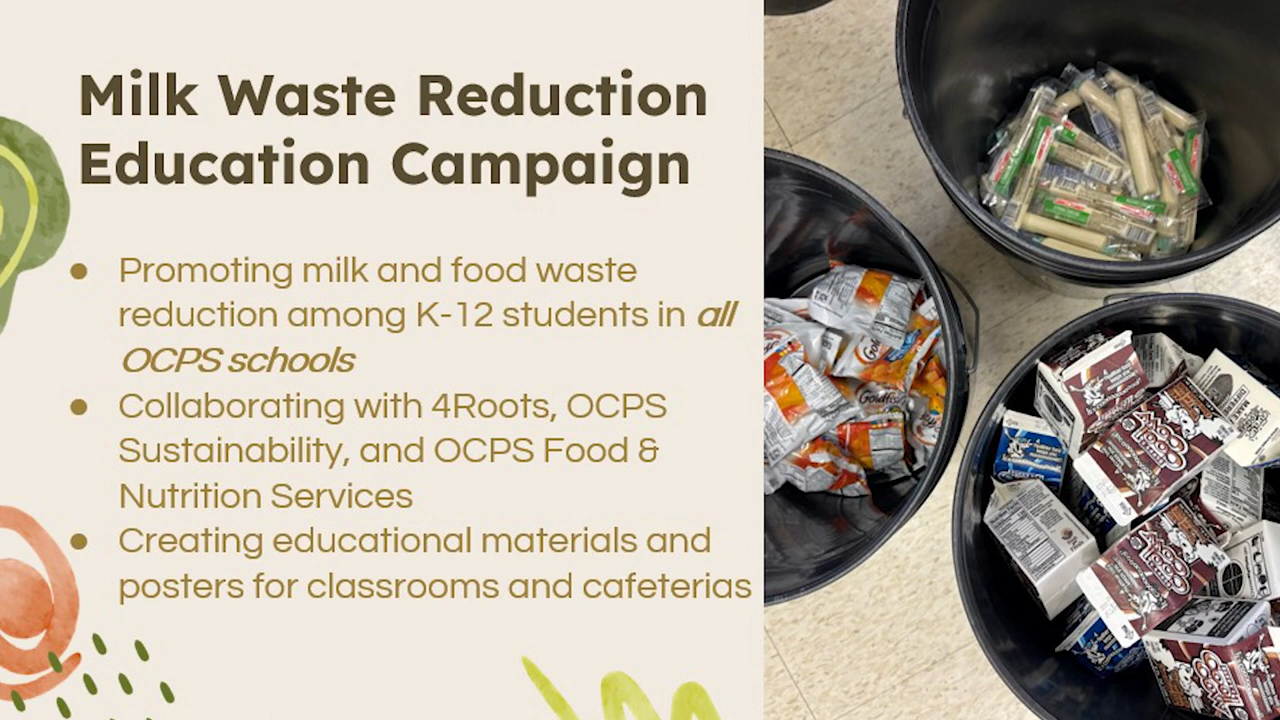 Milk Waste Reduction
Education Campaign
● Promoting milk and food waste
reduction among K-12 students in all
OCPS schools
● Collaborating with 4Roots, OCPS
Sustainability, and OCPS Food &
Nutrition Services
● Creating educational materials and
posters for classrooms and cafeterias
Goldfish